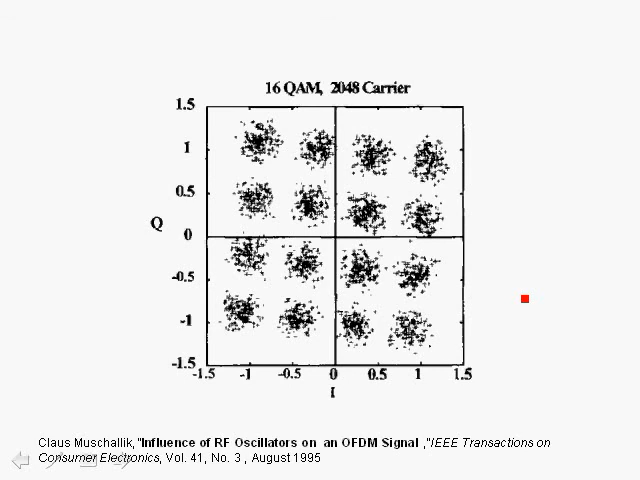 16 QAM, 2048 Carrier
1.5
1
0.5
Q
0
-0.5
-1
-1.5
-1.5 -1 -0.5 0 0.5 1 1.5
I
Claus Muschallik, "Influence of RF Oscillators on an OFDM Signal ,"IEEE Transactions on
Consumer Electronics, Vol. 41, No. 3 , August 1995